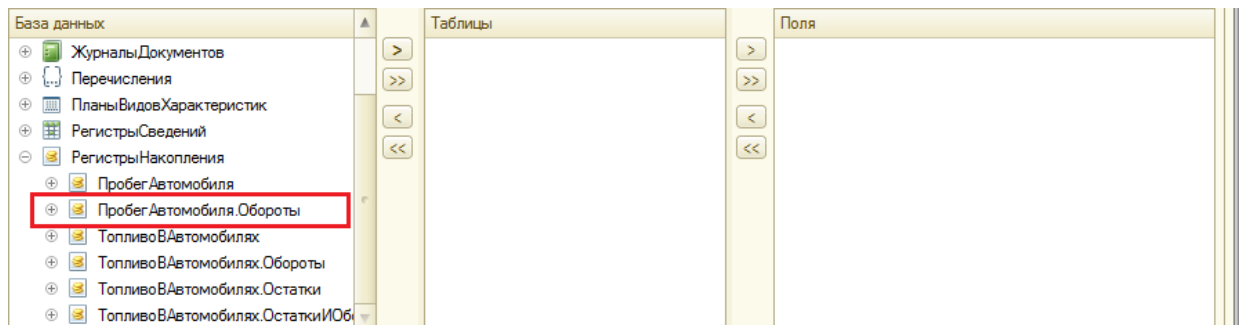 База данных
Таблицы
Поля
ЖурналыДокументов
>
>
Перечисления
>>
>>
ПланыВидовХарактеристик
<
<
РегистрыСведений
<<
<<
РегистрыНакопления
ПробегАвтомобиля
ПробегАвтомобиля.Обороты
ТопливоВАвтомобилях
ТопливоВАвтомобилях.Обороты
ТопливоВАвтомобилях.Остатки
ТопливоВАвтомобилях.ОстаткиИОб